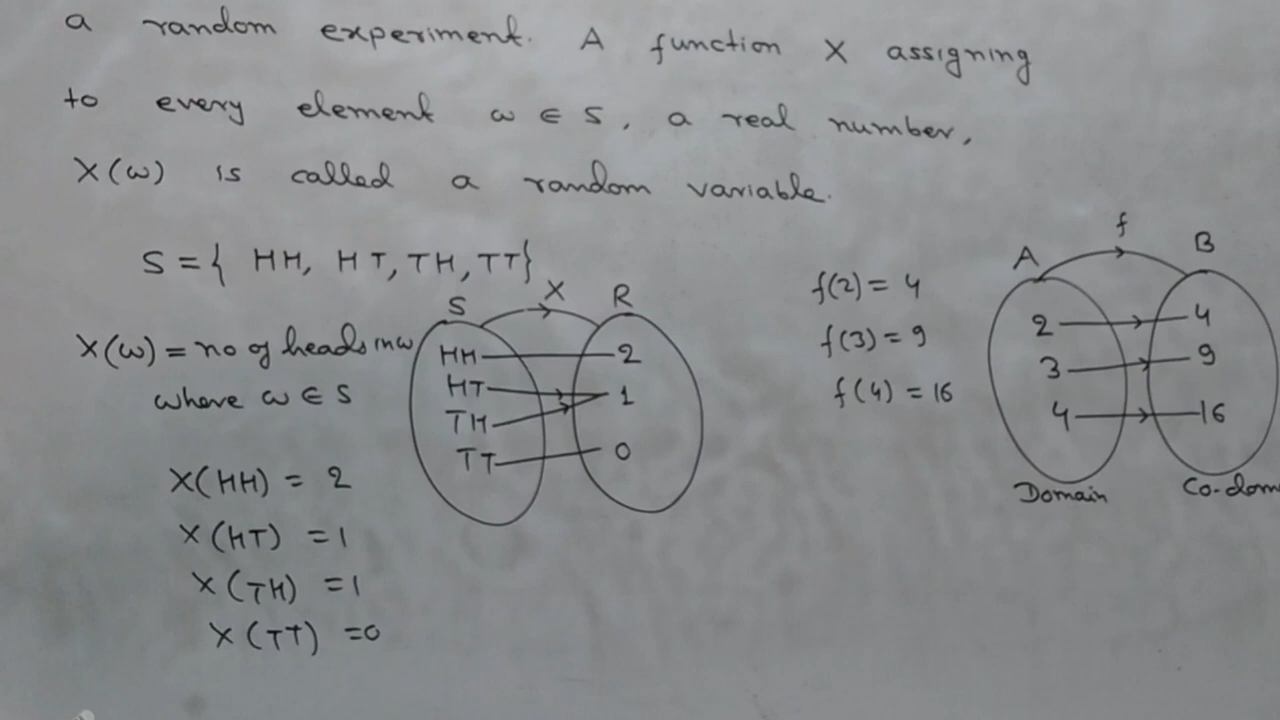 a random experiment. A function X assigning
to every element ω ∈ S, a real number,
X(ω) is called a random variable.
S = { HH, HT, TH, TT}
X(ω) = no of heads in ω
where ω ∈ S
X(HH) = 2
X(HT) = 1
X(TH) = 1
X(TT) = 0
X
S R
HH 2
HT 1
TH
TT 0
f(2) = 4
f(3) = 9
f(4) = 16
f
A B
2 4
3 9
4 16
Domain Co-dom